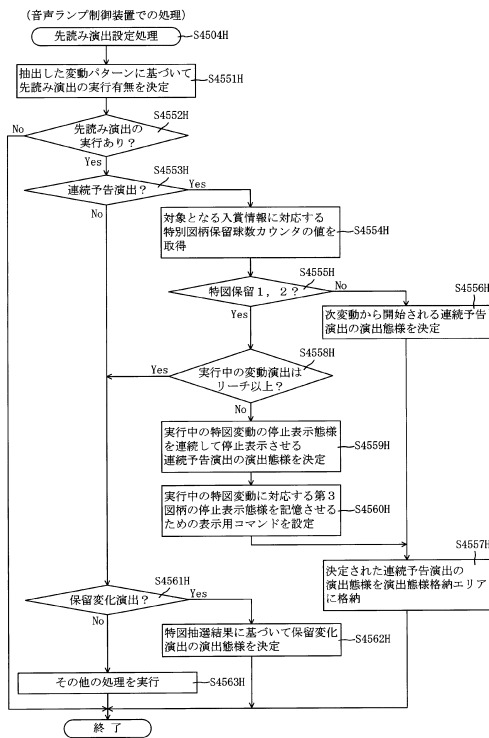 (音声ランプ制御装置での処理)
先読み演出設定処理
S4504H
抽出した変動パターンに基づいて
先読み演出の実行有無を決定
S4551H
S4552H
先読み演出の
実行あり?
No
Yes
S4553H
連続予告演出?
Yes
No
対象となる入賞情報に対応する
特別図柄保留球数カウンタの値を
取得
S4554H
S4555H
特図保留1,2?
No
Yes
S4556H
次変動から開始される連続予告
演出の演出態様を決定
S4558H
実行中の変動演出は
リーチ以上?
Yes
No
実行中の特図変動の停止表示態様
を連続して停止表示させる
連続予告演出の演出態様を決定
S4559H
実行中の特図変動に対応する第3
図柄の停止表示態様を記憶させる
ための表示用コマンドを設定
S4560H
S4557H
決定された連続予告演出の
演出態様を演出態様格納エリア
に格納
S4561H
保留変化演出?
Yes
No
特図抽選結果に基づいて保留変化
演出の演出態様を決定
S4562H
その他の処理を実行
S4563H
終了